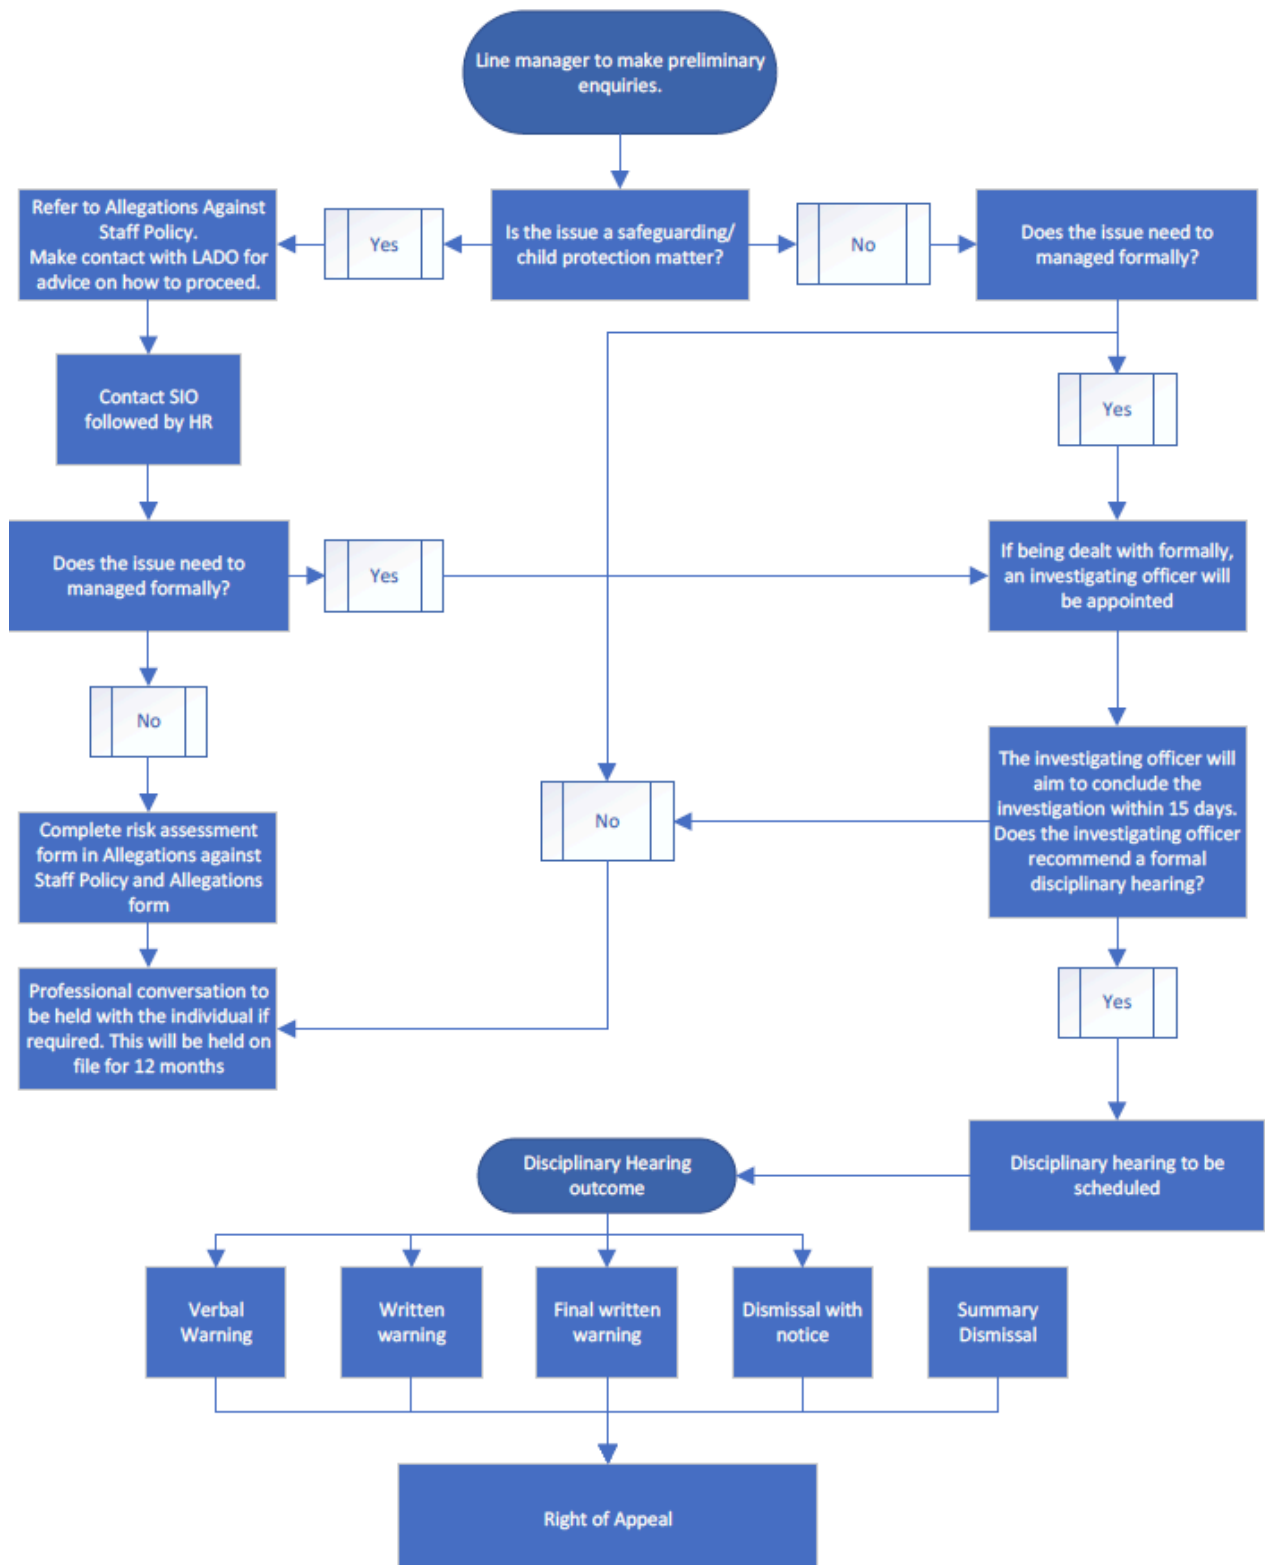 Line manager to make preliminary
enquiries.
Refer to Allegations Against
Staff Policy.
Make contact with LADO for
advice on how to proceed.
Yes
Is the issue a safeguarding/
child protection matter?
No
Does the issue need to
managed formally?
Contact SIO
followed by HR
Yes
Does the issue need to
managed formally?
Yes
If being dealt with formally,
an investigating officer will
be appointed
No
The investigating officer will
aim to conclude the
investigation within 15 days.
Does the investigating officer
recommend a formal
disciplinary hearing?
No
Complete risk assessment
form in Allegations against
Staff Policy and Allegations
form
Professional conversation to
be held with the individual if
required. This will be held on
file for 12 months
Yes
Disciplinary Hearing
outcome
Disciplinary hearing to be
scheduled
Verbal
Warning
Written
warning
Final written
warning
Dismissal with
notice
Summary
Dismissal
Right of Appeal